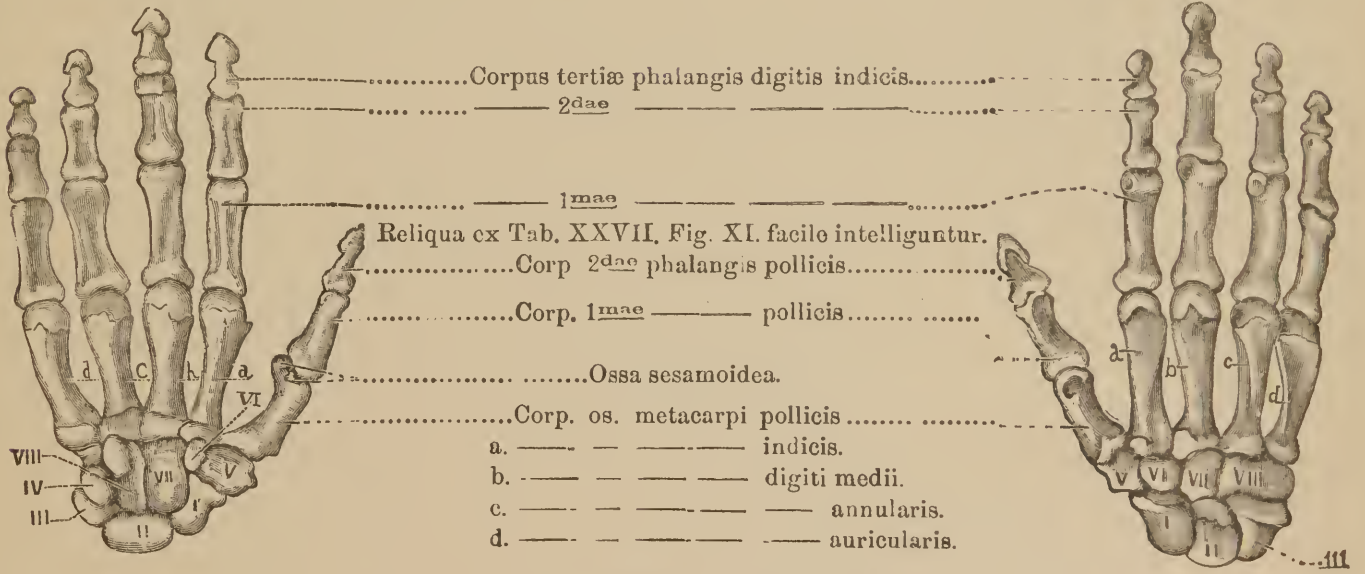 Corpus tertiæ phalangis digitis indicis
2dae
1mae
Reliqua ex Tab. XXVII. Fig. XI. facilo intelliguntur.
Corp 2dae phalangis pollicis
Corp. 1mae pollicis
Ossa sesamoidea.
Corp. os. metacarpi pollicis
a. indicis.
b. digiti medii.
c. annularis.
d. auricularis.
d c h a
VI
VIII
IV
III
VII V
I
II
a b c d
V VI VII VIII
I II
III